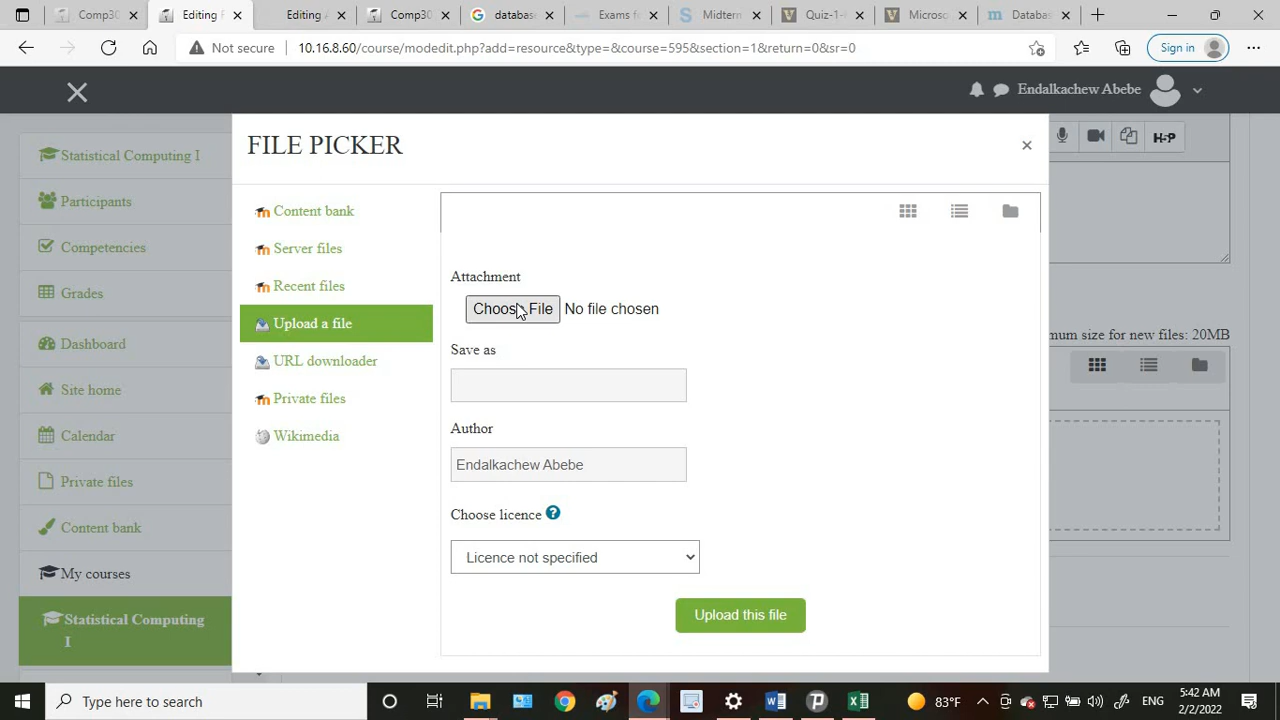 Comp30
Editing F
Editing A
Comp30
database
Exams fo
Midterm
Quiz-1-
Microsc
Databas
Not secure
10.16.8.60/course/modedit.php?add=resource&type=&course=595&section=1&return=0&sr=0
Sign in
Endalkachew Abebe
FILE PICKER
Statistical Computing I
Participants
Competencies
Grades
Dashboard
Site home
Calendar
Private files
Content bank
My courses
Statistical Computing
I
Content bank
Server files
Recent files
Upload a file
URL downloader
Private files
Wikimedia
Attachment
Choose File No file chosen
Save as
Author
Endalkachew Abebe
Choose licence
Licence not specified
Upload this file
H-P
mum size for new files: 20MB
Type here to search
83°F
ENG
5:42 AM
2/2/2022